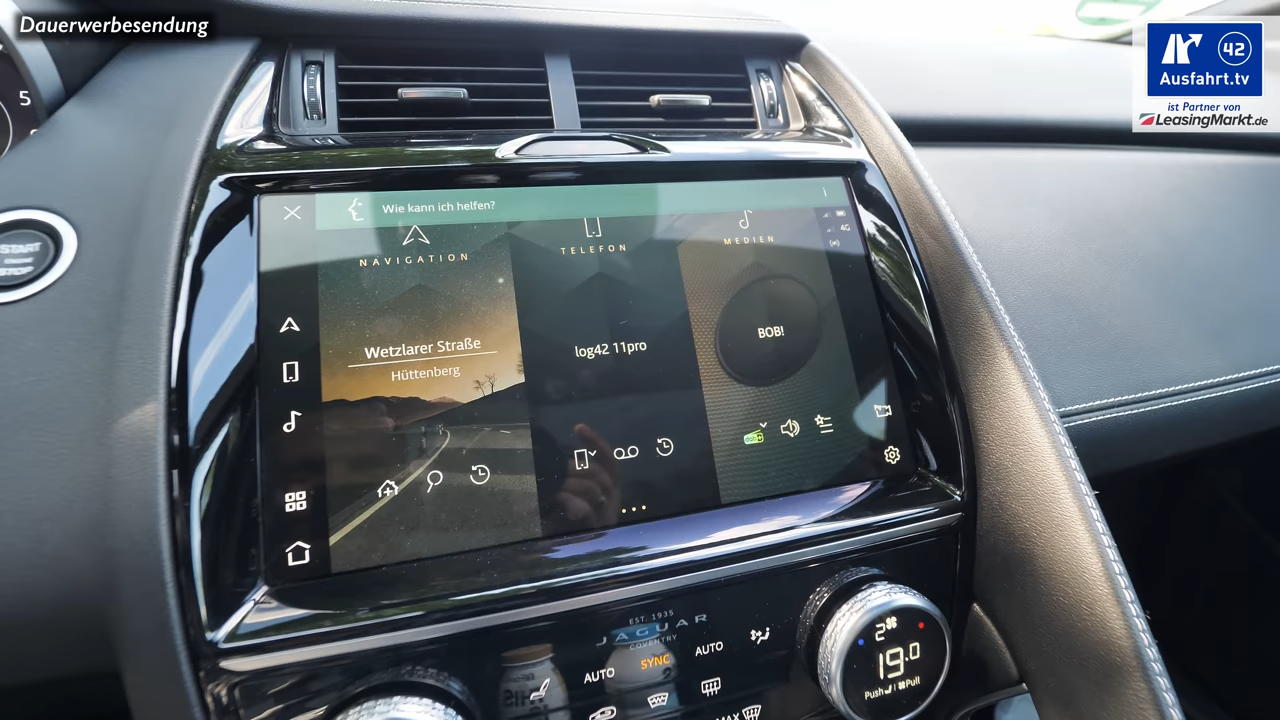 Dauerwerbesendung
42
Ausfahrt.tv
ist Partner von
LeasingMarkt.de
5
START
STOP
Wie kann ich helfen?
i
NAVIGATION
TELEFON
MEDIEN
4G
Wetzlarer Straße
Hüttenberg
log42 11pro
BOB!
dab
EST. 1935
JAGUAR
COVENTRY
AUTO
SYNC
AUTO
MAX
2
19.0
Push
Pull